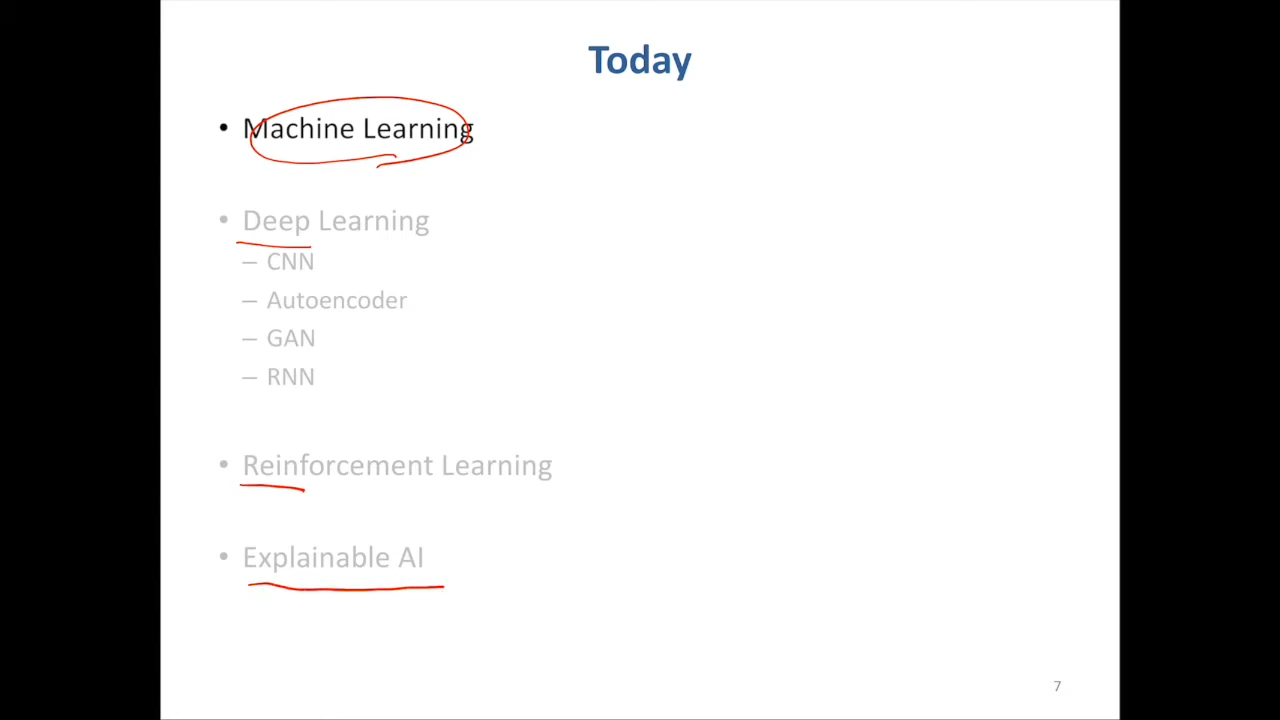 Today
• Machine Learning
• Deep Learning
– CNN
– Autoencoder
– GAN
– RNN
• Reinforcement Learning
• Explainable AI
7